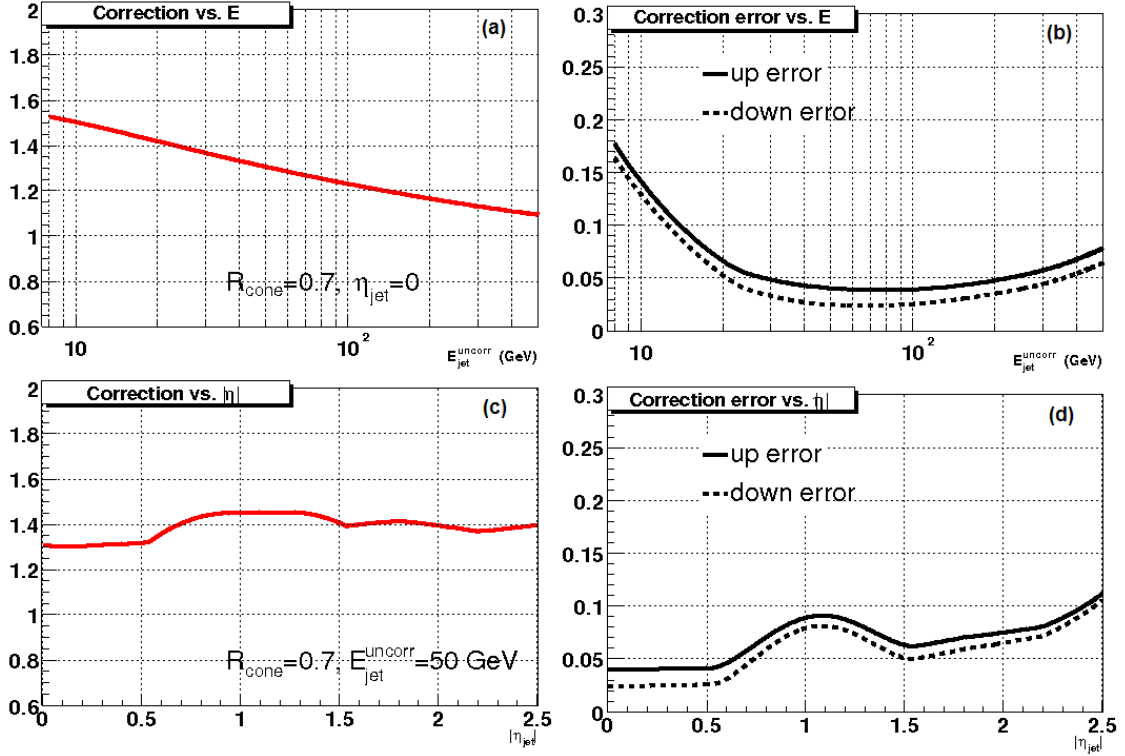 Correction vs. E
(a)
2
1.8
1.6
1.4
1.2
1
0.8
0.6
R_cone=0.7, η_jet=0
10
10²
E_jet^uncorr (GeV)
Correction error vs. E
(b)
0.3
0.25
0.2
0.15
0.1
0.05
0
up error
down error
10
10²
E_jet^uncorr (GeV)
Correction vs. |η|
(c)
2
1.8
1.6
1.4
1.2
1
0.8
0.6
R_cone=0.7, E_jet^uncorr=50 GeV
0 0.5 1 1.5 2 2.5
|η_jet|
Correction error vs. η|
(d)
0.3
0.25
0.2
0.15
0.1
0.05
0
up error
down error
0 0.5 1 1.5 2 2.5
|η_jet|